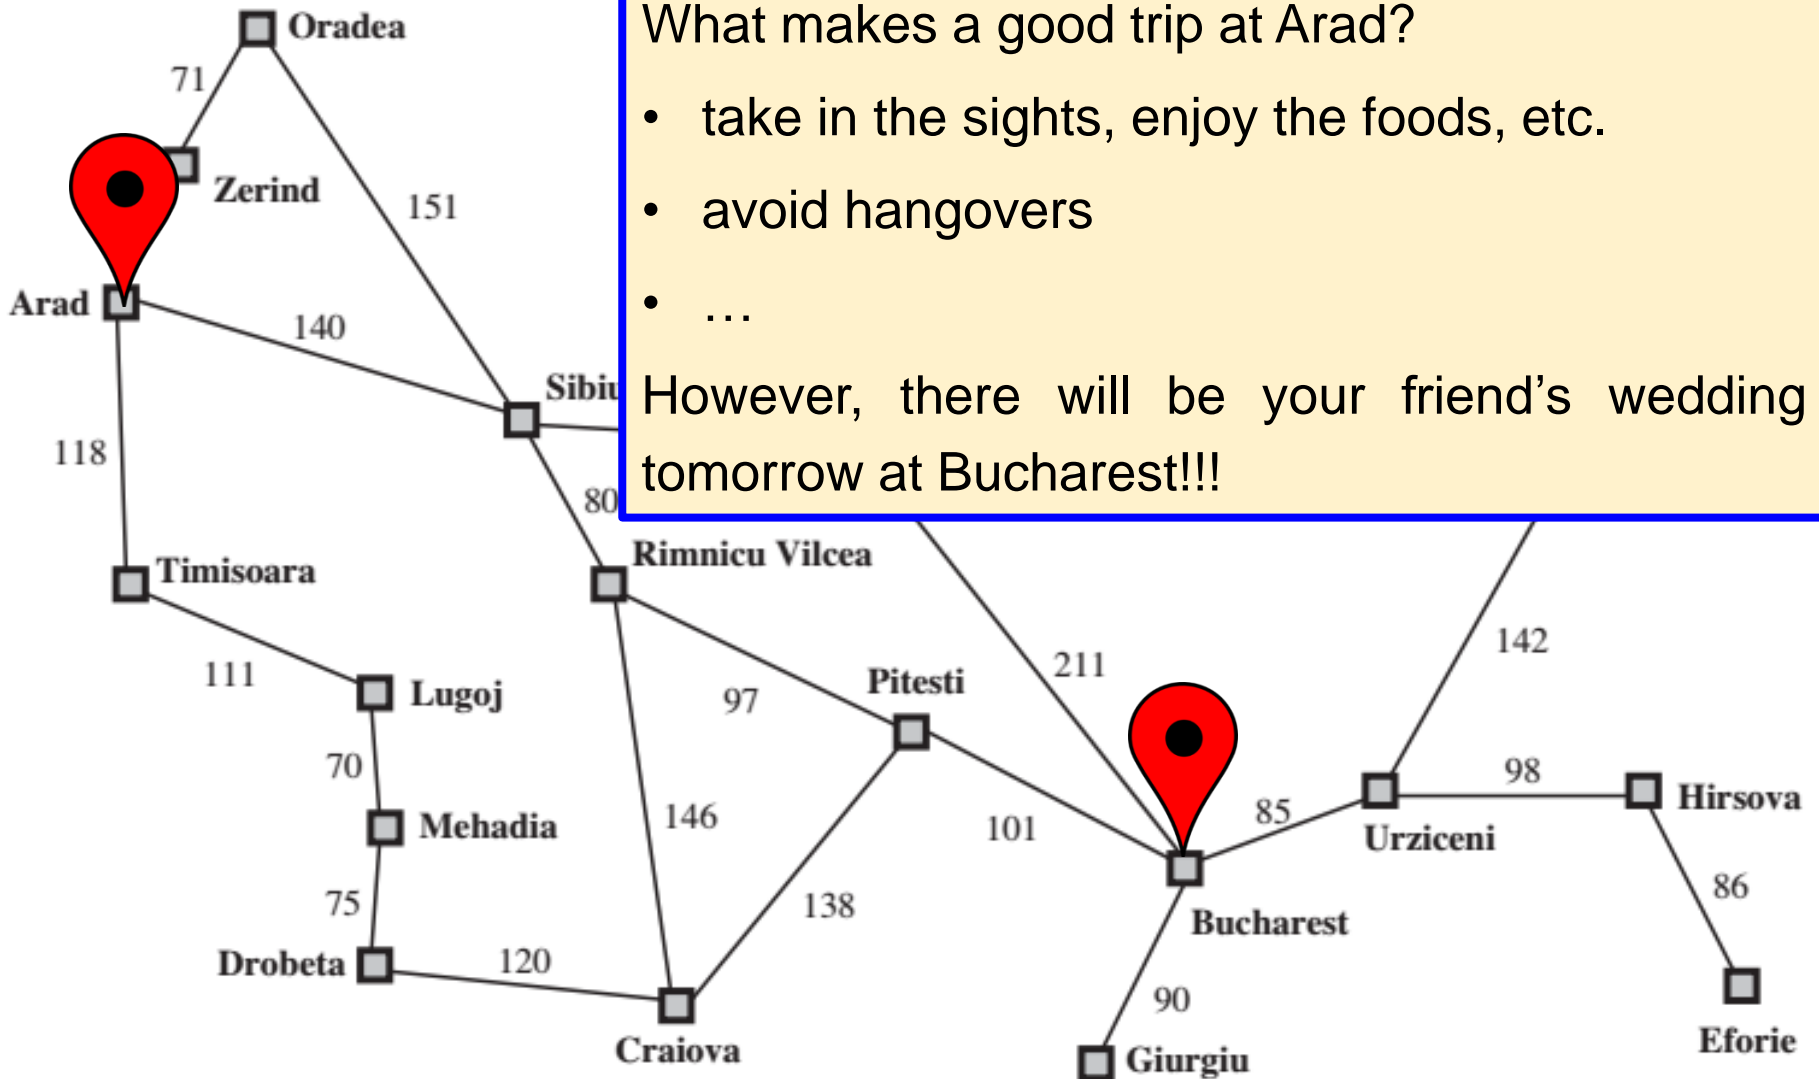 Oradea
What makes a good trip at Arad?
71
• take in the sights, enjoy the foods, etc.
Zerind
151
• avoid hangovers
Arad
140
• …
Sibiu
However, there will be your friend’s wedding
118
tomorrow at Bucharest!!!
80
Rimnicu Vilcea
Timisoara
111
Lugoj
97
Pitesti
211
142
70
Mehadia
146
101
85
98
Hirsova
Urziceni
75
138
86
Bucharest
Drobeta
120
90
Craiova
Giurgiu
Eforie